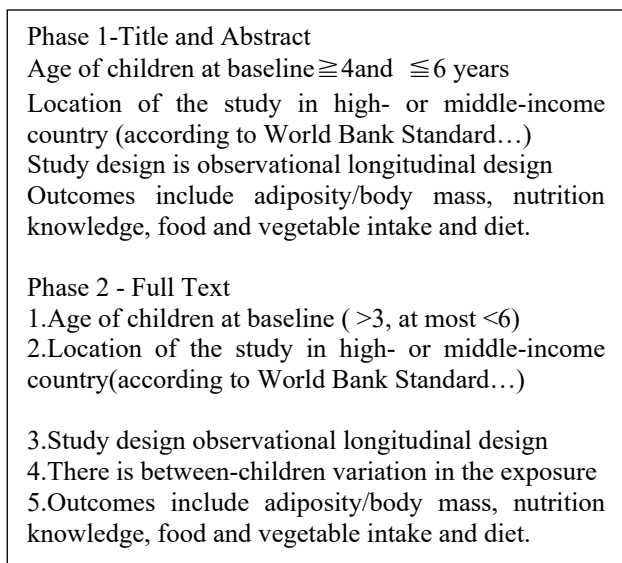 Phase 1-Title and Abstract
Age of children at baseline≧4and ≦6 years
Location of the study in high- or middle-income
country (according to World Bank Standard…)
Study design is observational longitudinal design
Outcomes include adiposity/body mass, nutrition
knowledge, food and vegetable intake and diet.
Phase 2 - Full Text
1.Age of children at baseline ( >3, at most <6)
2.Location of the study in high- or middle-income
country(according to World Bank Standard…)
3.Study design observational longitudinal design
4.There is between-children variation in the exposure
5.Outcomes include adiposity/body mass, nutrition
knowledge, food and vegetable intake and diet.